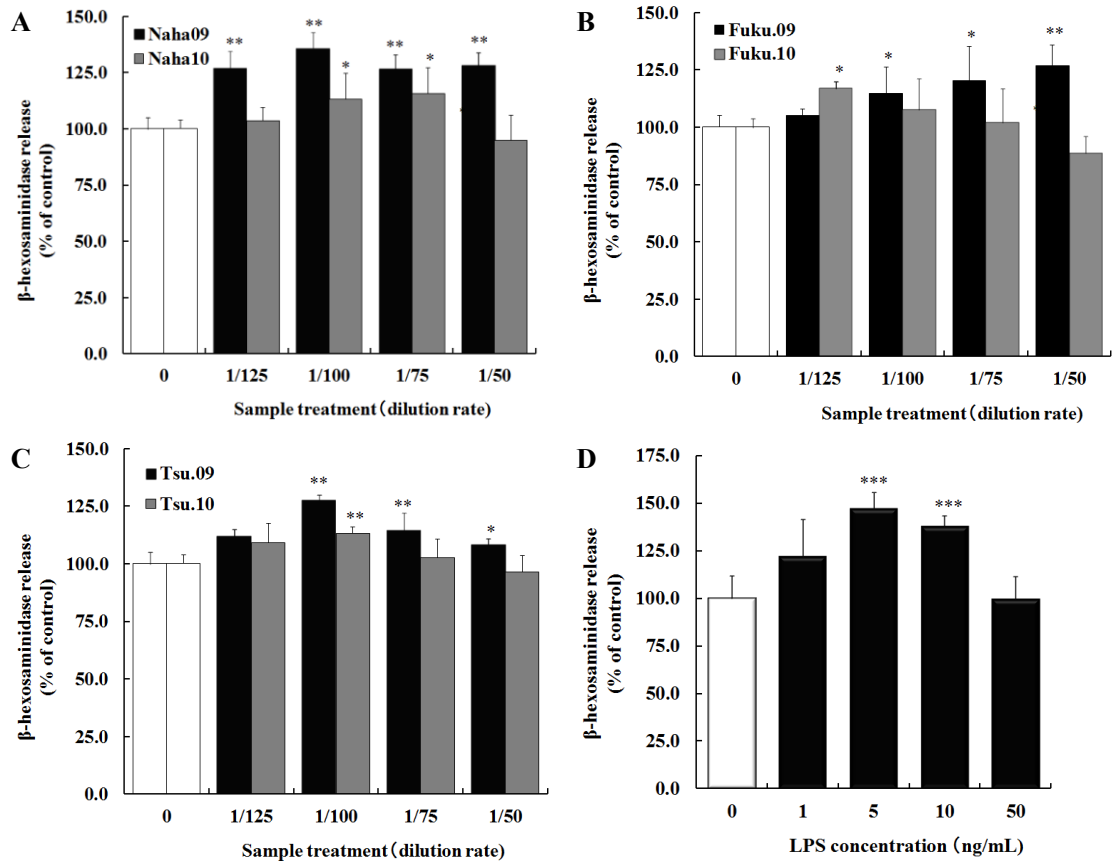 A
150.0
125.0
100.0
75.0
50.0
25.0
0.0
β-hexosaminidase release
(% of control)
Naha09
Naha10
**
**
*
**
*
**
0
1/125
1/100
1/75
1/50
Sample treatment(dilution rate)
B
150.0
125.0
100.0
75.0
50.0
25.0
0.0
β-hexosaminidase release
(% of control)
Fuku.09
Fuku.10
*
*
*
**
0
1/125
1/100
1/75
1/50
Sample treatment(dilution rate)
C
150.0
125.0
100.0
75.0
50.0
25.0
0.0
β-hexosaminidase release
(% of control)
Tsu.09
Tsu.10
**
**
**
*
0
1/125
1/100
1/75
1/50
Sample treatment(dilution rate)
D
175.0
150.0
125.0
100.0
75.0
50.0
25.0
0.0
β-hexosaminidase release
(% of control)
***
***
0
1
5
10
50
LPS concentration (ng/mL)